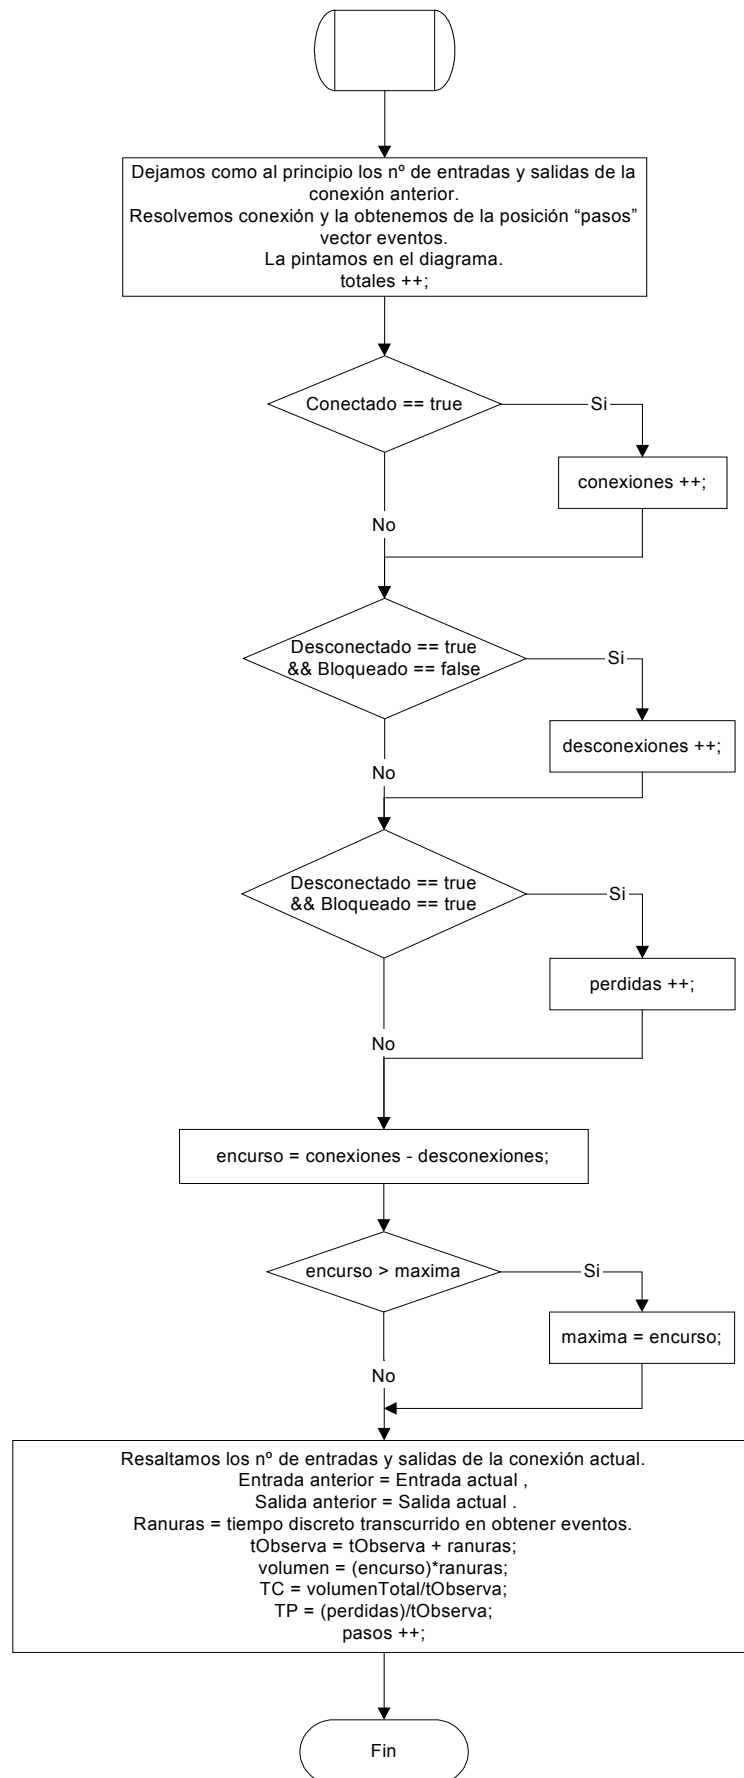 Dejamos como al principio los nº de entradas y salidas de la
conexión anterior.
Resolvemos conexión y la obtenemos de la posición “pasos”
vector eventos.
La pintamos en el diagrama.
totales ++;
Conectado == true
Si
conexiones ++;
No
Desconectado == true
&& Bloqueado == false
Si
desconexiones ++;
No
Desconectado == true
&& Bloqueado == true
Si
perdidas ++;
No
encurso = conexiones - desconexiones;
encurso > maxima
Si
maxima = encurso;
No
Resaltamos los nº de entradas y salidas de la conexión actual.
Entrada anterior = Entrada actual ,
Salida anterior = Salida actual .
Ranuras = tiempo discreto transcurrido en obtener eventos.
tObserva = tObserva + ranuras;
volumen = (encurso)*ranuras;
TC = volumenTotal/tObserva;
TP = (perdidas)/tObserva;
pasos ++;
Fin